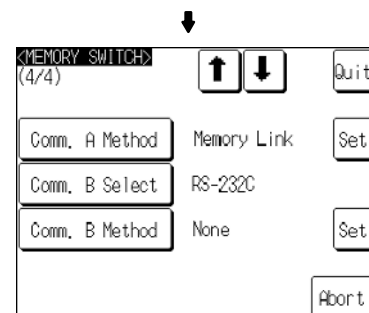 <MEMORY SWITCH>
(4/4)
Quit
Comm. A Method Memory Link Set
Comm. B Select RS-232C
Comm. B Method None Set
Abort